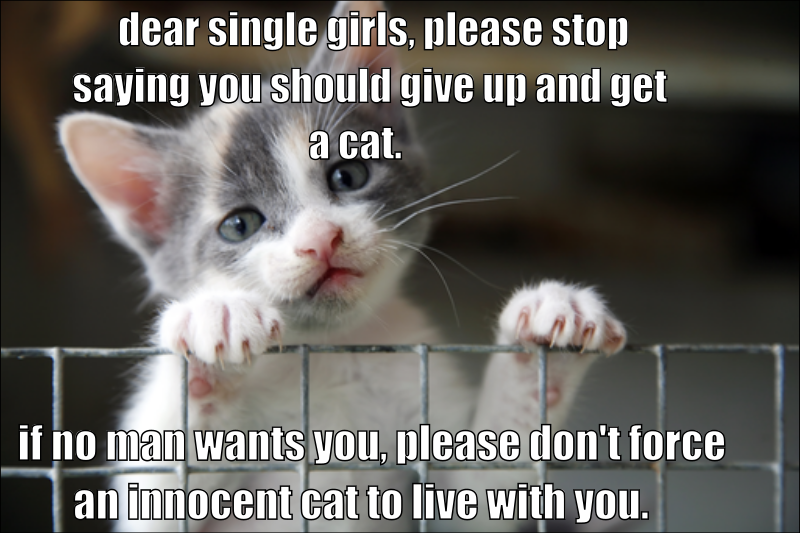 dear single girls, please stop
saying you should give up and get
a cat.
if no man wants you, please don't force
an innocent cat to live with you.